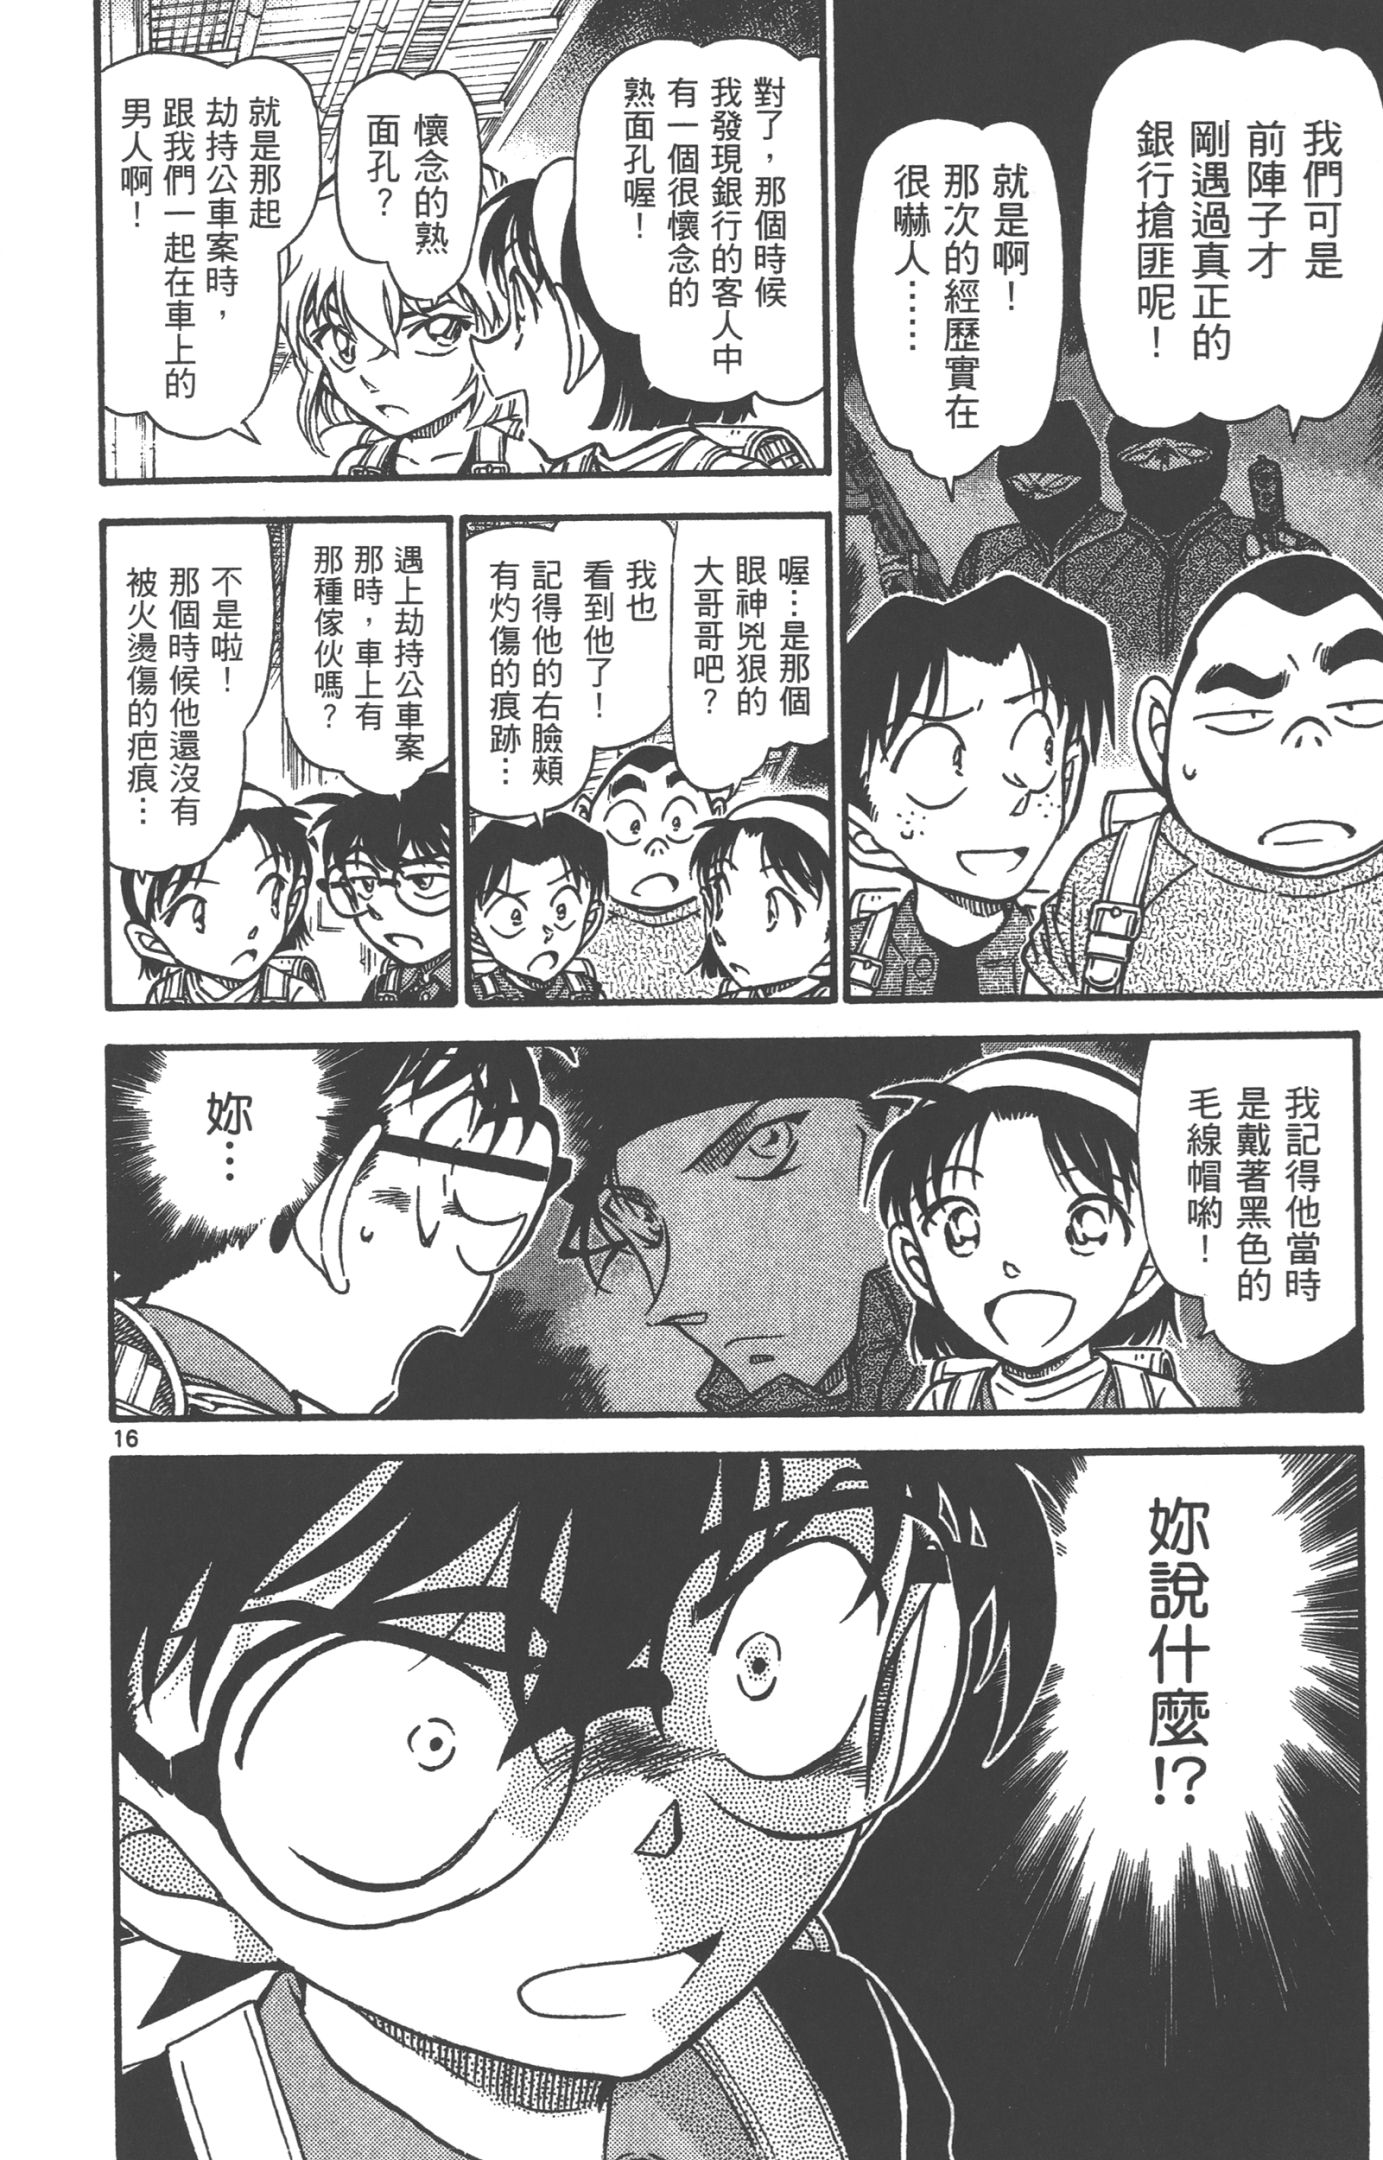 我們可是
前陣子才
剛遇過真正的
銀行搶匪呢！
就是啊！
那次的經歷實在
很嚇人……
對了，那個時候
我發現銀行的客人中
有一個很懷念的
熟面孔喔！
懷念的熟
面孔？
就是那起
劫持公車案時，
跟我們一起在車上的
男人啊！
喔…是那個
眼神兇狠的
大哥哥吧？
我也
看到他了！
記得他的右臉頰
有灼傷的痕跡…
遇上劫持公車案
那時，車上有
那種傢伙嗎？
不是啦！
那個時候他還沒有
被火燙傷的疤痕…
我記得他當時
是戴著黑色的
毛線帽喲！
妳…
16
妳說什麼!?